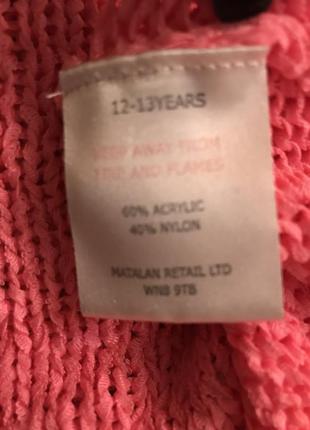 12-13YEARS
KEEP AWAY FROM
FIRE AND FLAMES
60% ACRYLIC
40% NYLON
MATALAN RETAIL LTD
WN8 9TB